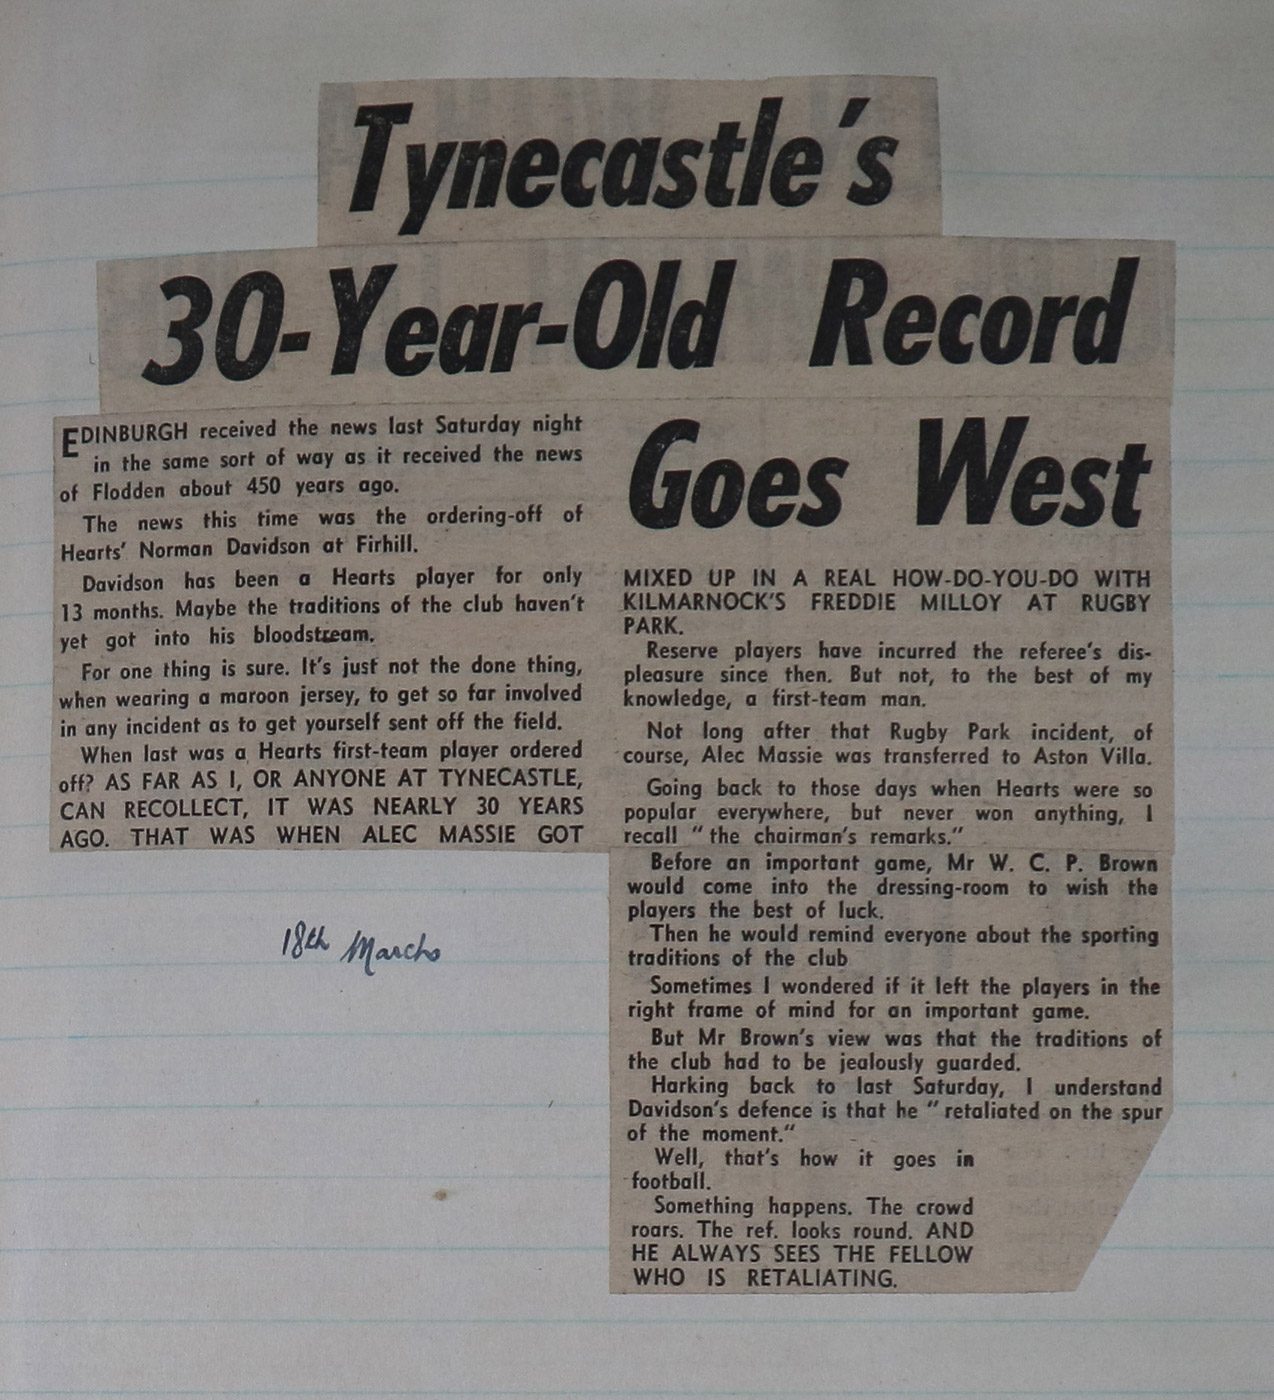 Tynecastle's
30-Year-Old Record
Goes West
EDINBURGH received the news last Saturday night
in the same sort of way as it received the news
of Flodden about 450 years ago.
The news this time was the ordering-off of
Hearts' Norman Davidson at Firhill.
Davidson has been a Hearts player for only
13 months. Maybe the traditions of the club haven't
yet got into his bloodstream.
For one thing is sure. It's just not the done thing,
when wearing a maroon jersey, to get so far involved
in any incident as to get yourself sent off the field.
When last was a Hearts first-team player ordered
off? AS FAR AS I, OR ANYONE AT TYNECASTLE,
CAN RECOLLECT, IT WAS NEARLY 30 YEARS
AGO. THAT WAS WHEN ALEC MASSIE GOT
MIXED UP IN A REAL HOW-DO-YOU-DO WITH
KILMARNOCK'S FREDDIE MILLOY AT RUGBY
PARK.
Reserve players have incurred the referee's dis-
pleasure since then. But not, to the best of my
knowledge, a first-team man.
Not long after that Rugby Park incident, of
course, Alec Massie was transferred to Aston Villa.
Going back to those days when Hearts were so
popular everywhere, but never won anything, I
recall "the chairman's remarks."
Before an important game, Mr W. C. P. Brown
would come into the dressing-room to wish the
players the best of luck.
Then he would remind everyone about the sporting
traditions of the club
Sometimes I wondered if it left the players in the
right frame of mind for an important game.
But Mr Brown's view was that the traditions of
the club had to be jealously guarded.
Harking back to last Saturday, I understand
Davidson's defence is that he "retaliated on the spur
of the moment."
Well, that's how it goes in
football.
Something happens. The crowd
roars. The ref. looks round. AND
HE ALWAYS SEES THE FELLOW
WHO IS RETALIATING.
18th March